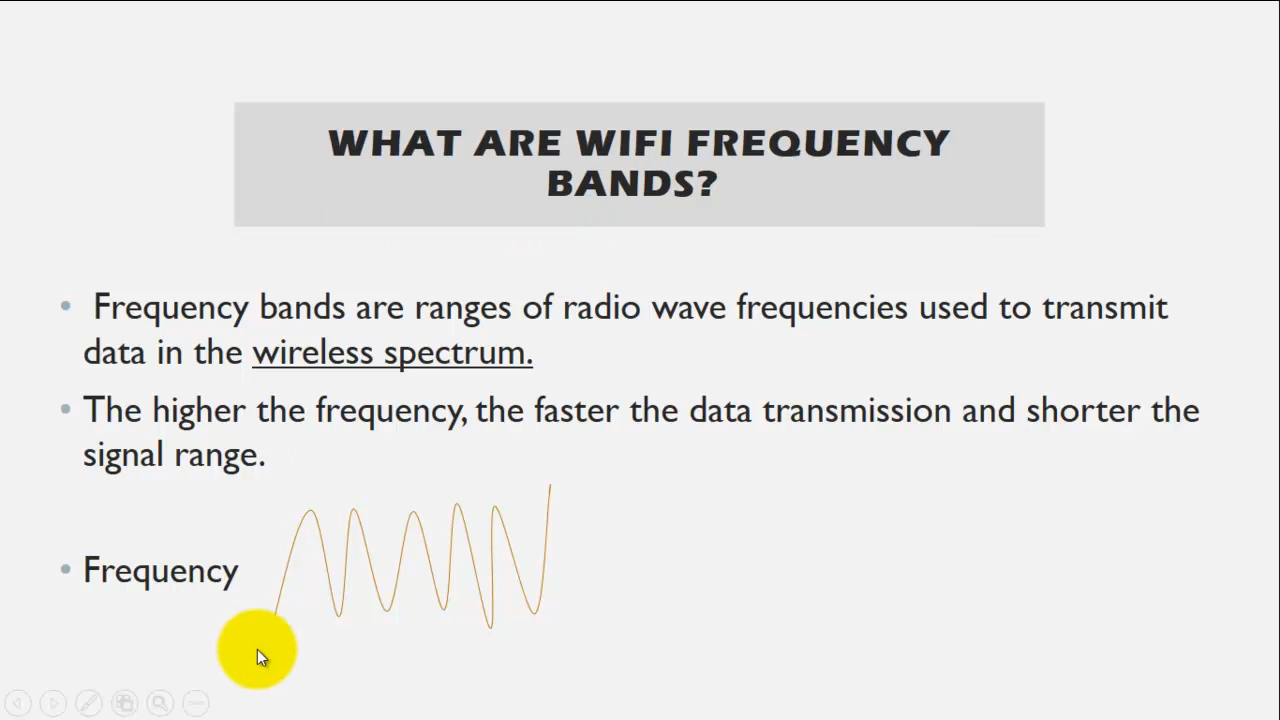 WHAT ARE WIFI FREQUENCY
BANDS?
• Frequency bands are ranges of radio wave frequencies used to transmit
data in the wireless spectrum.
• The higher the frequency, the faster the data transmission and shorter the
signal range.
• Frequency